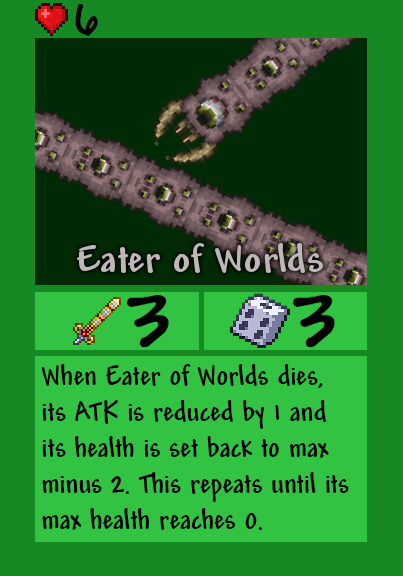 6
Eater of Worlds
3 3
When Eater of Worlds dies,
its ATK is reduced by 1 and
its health is set back to max
minus 2. This repeats until its
max health reaches 0.